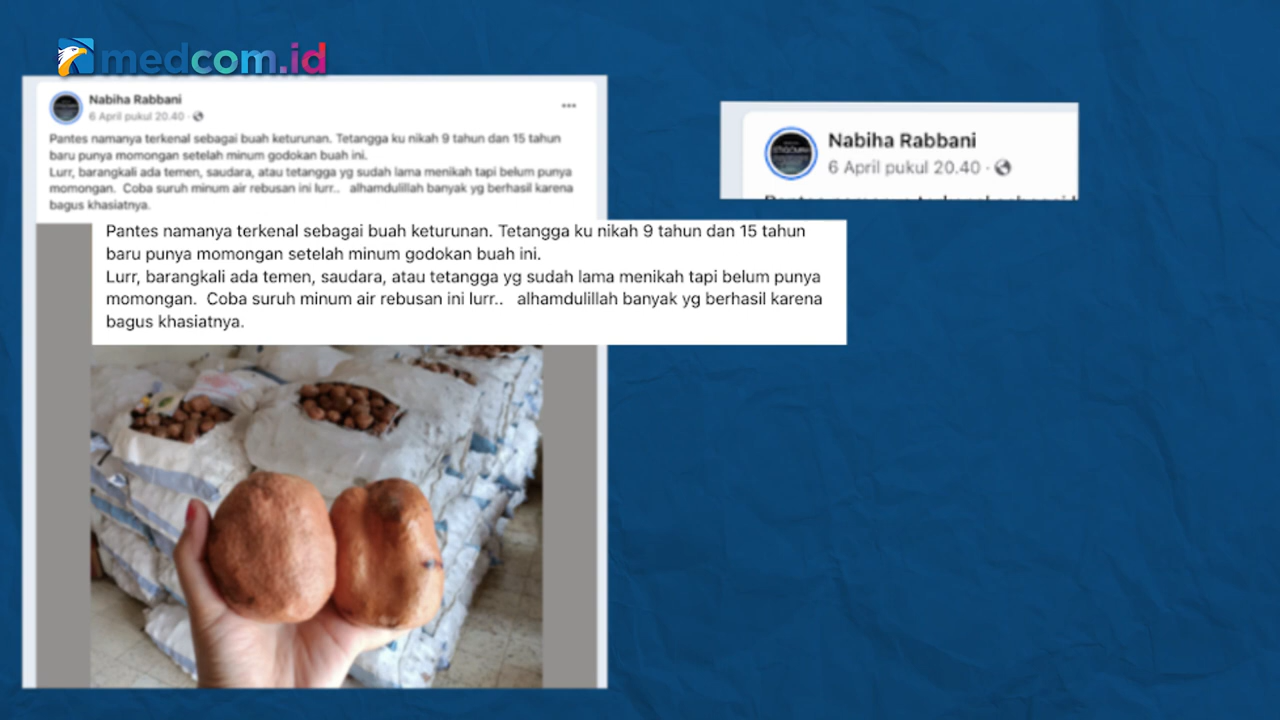 medcom.id
Nabiha Rabbani
6 April pukul 20.40 ·
Pantes namanya terkenal sebagai buah keturunan. Tetangga ku nikah 9 tahun dan 15 tahun
baru punya momongan setelah minum godokan buah ini.
Lurr, barangkali ada temen, saudara, atau tetangga yg sudah lama menikah tapi belum punya
momongan.  Coba suruh minum air rebusan ini lurr..   alhamdulillah banyak yg berhasil karena
bagus khasiatnya.
Nabiha Rabbani
6 April pukul 20.40 ·
Pantes namanya terkenal sebagai buah keturunan. Tetangga ku nikah 9 tahun dan 15 tahun
baru punya momongan setelah minum godokan buah ini.
Lurr, barangkali ada temen, saudara, atau tetangga yg sudah lama menikah tapi belum punya
momongan.  Coba suruh minum air rebusan ini lurr..   alhamdulillah banyak yg berhasil karena
bagus khasiatnya.